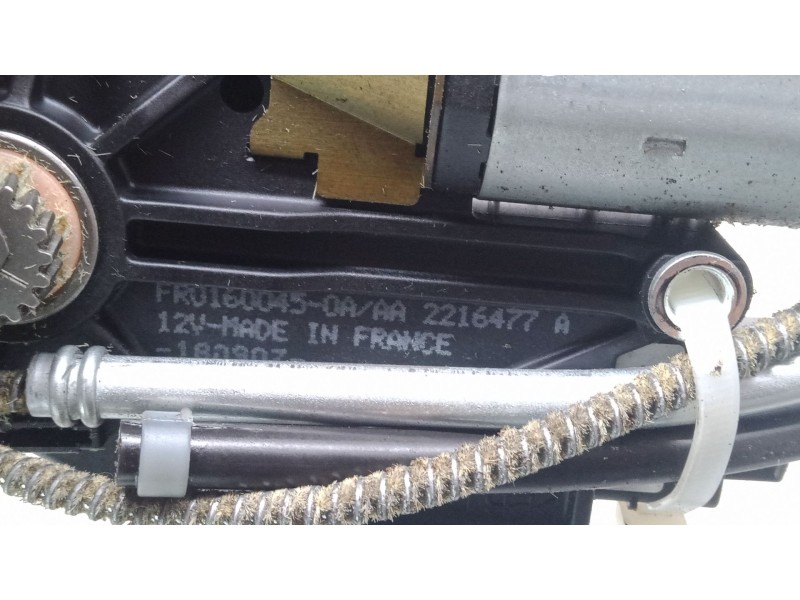 FR0160045-0A/AA 2216477 A
12V-MADE IN FRANCE